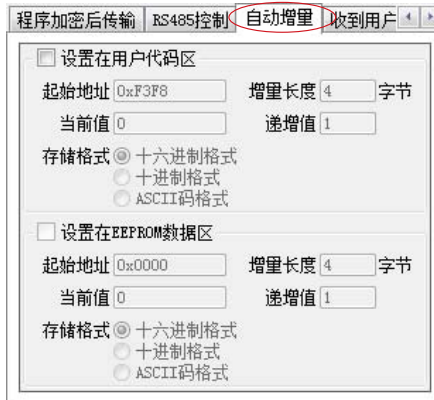 程序加密后传输 RS485控制 自动增量 收到用户
设置在用户代码区
起始地址 0xF3F8 增量长度 4 字节
当前值 0 递增值 1
存储格式 十六进制格式
十进制格式
ASCII码格式
设置在EEPROM数据区
起始地址 0x0000 增量长度 4 字节
当前值 0 递增值 1
存储格式 十六进制格式
十进制格式
ASCII码格式